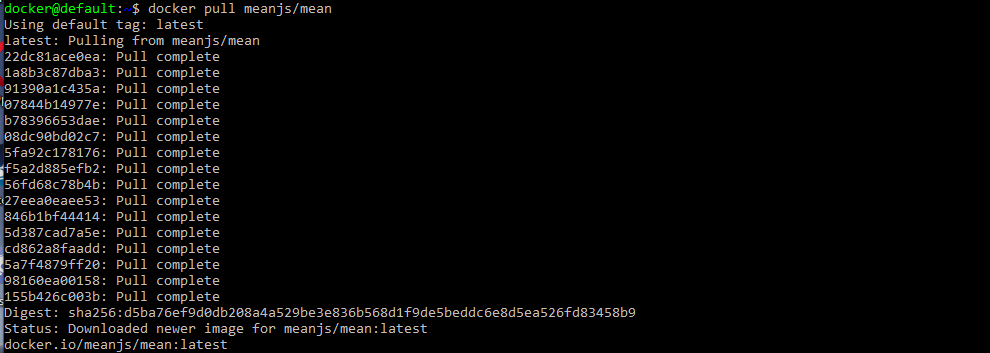 docker@default:~$ docker pull meanjs/mean
Using default tag: latest
latest: Pulling from meanjs/mean
22dc81ace0ea: Pull complete
1a8b3c87dba3: Pull complete
91390a1c435a: Pull complete
07844b14977e: Pull complete
b78396653dae: Pull complete
08dc90bd02c7: Pull complete
5fa92c178176: Pull complete
f5a2d885efb2: Pull complete
56fd68c78b4b: Pull complete
27eea0eaee53: Pull complete
846b1bf44414: Pull complete
5d387cad7a5e: Pull complete
cd862a8faadd: Pull complete
5a7f4879ff20: Pull complete
98160ea00158: Pull complete
155b426c003b: Pull complete
Digest: sha256:d5ba76ef9d0db208a4a529be3e836b568d1f9de5beddc6e8d5ea526fd83458b9
Status: Downloaded newer image for meanjs/mean:latest
docker.io/meanjs/mean:latest